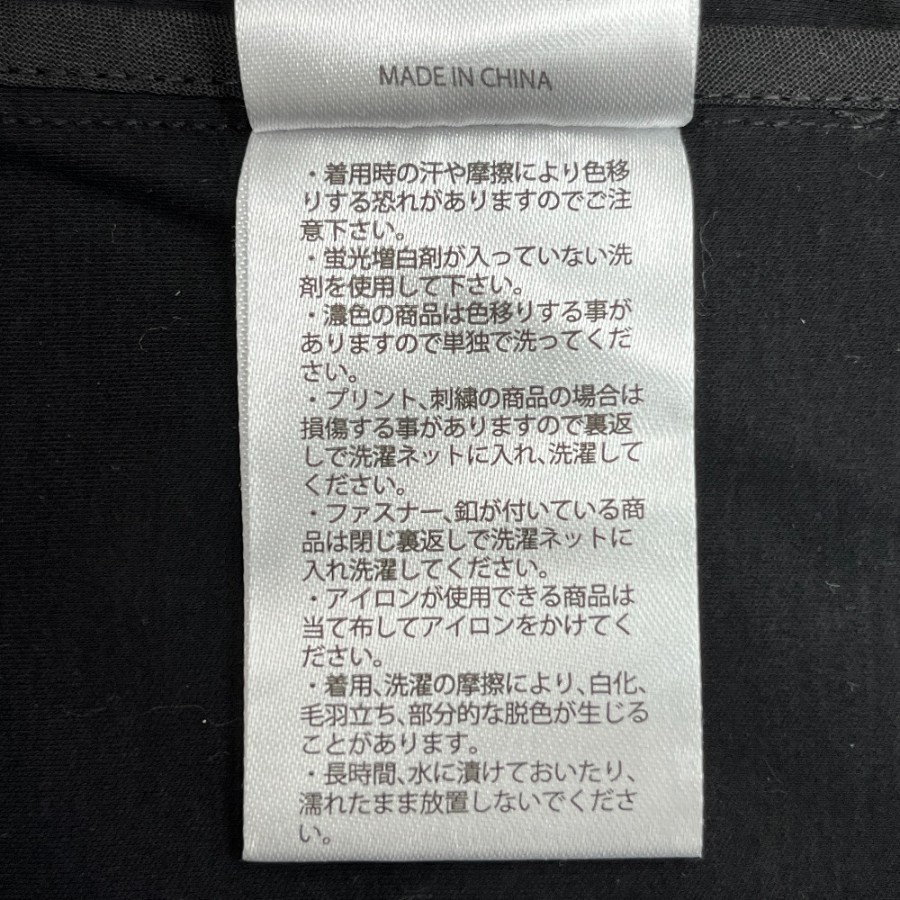 MADE IN CHINA
・着用時の汗や摩擦により色移
りする恐れがありますのでご注
意下さい。
・蛍光増白剤が入っていない洗
剤を使用して下さい。
・濃色の商品は色移りする事が
ありますので単独で洗ってくだ
さい。
・プリント、刺繍の商品の場合は
損傷する事がありますので裏返
しで洗濯ネットに入れ、洗濯して
ください。
・ファスナー、釦が付いている商
品は閉じ裏返しで洗濯ネットに
入れ洗濯してください。
・アイロンが使用できる商品は
当て布してアイロンをかけてく
ださい。
・着用、洗濯の摩擦により、白化、
毛羽立ち、部分的な脱色が生じる
ことがあります。
・長時間、水に漬けておいたり、
濡れたまま放置しないでくださ
い。